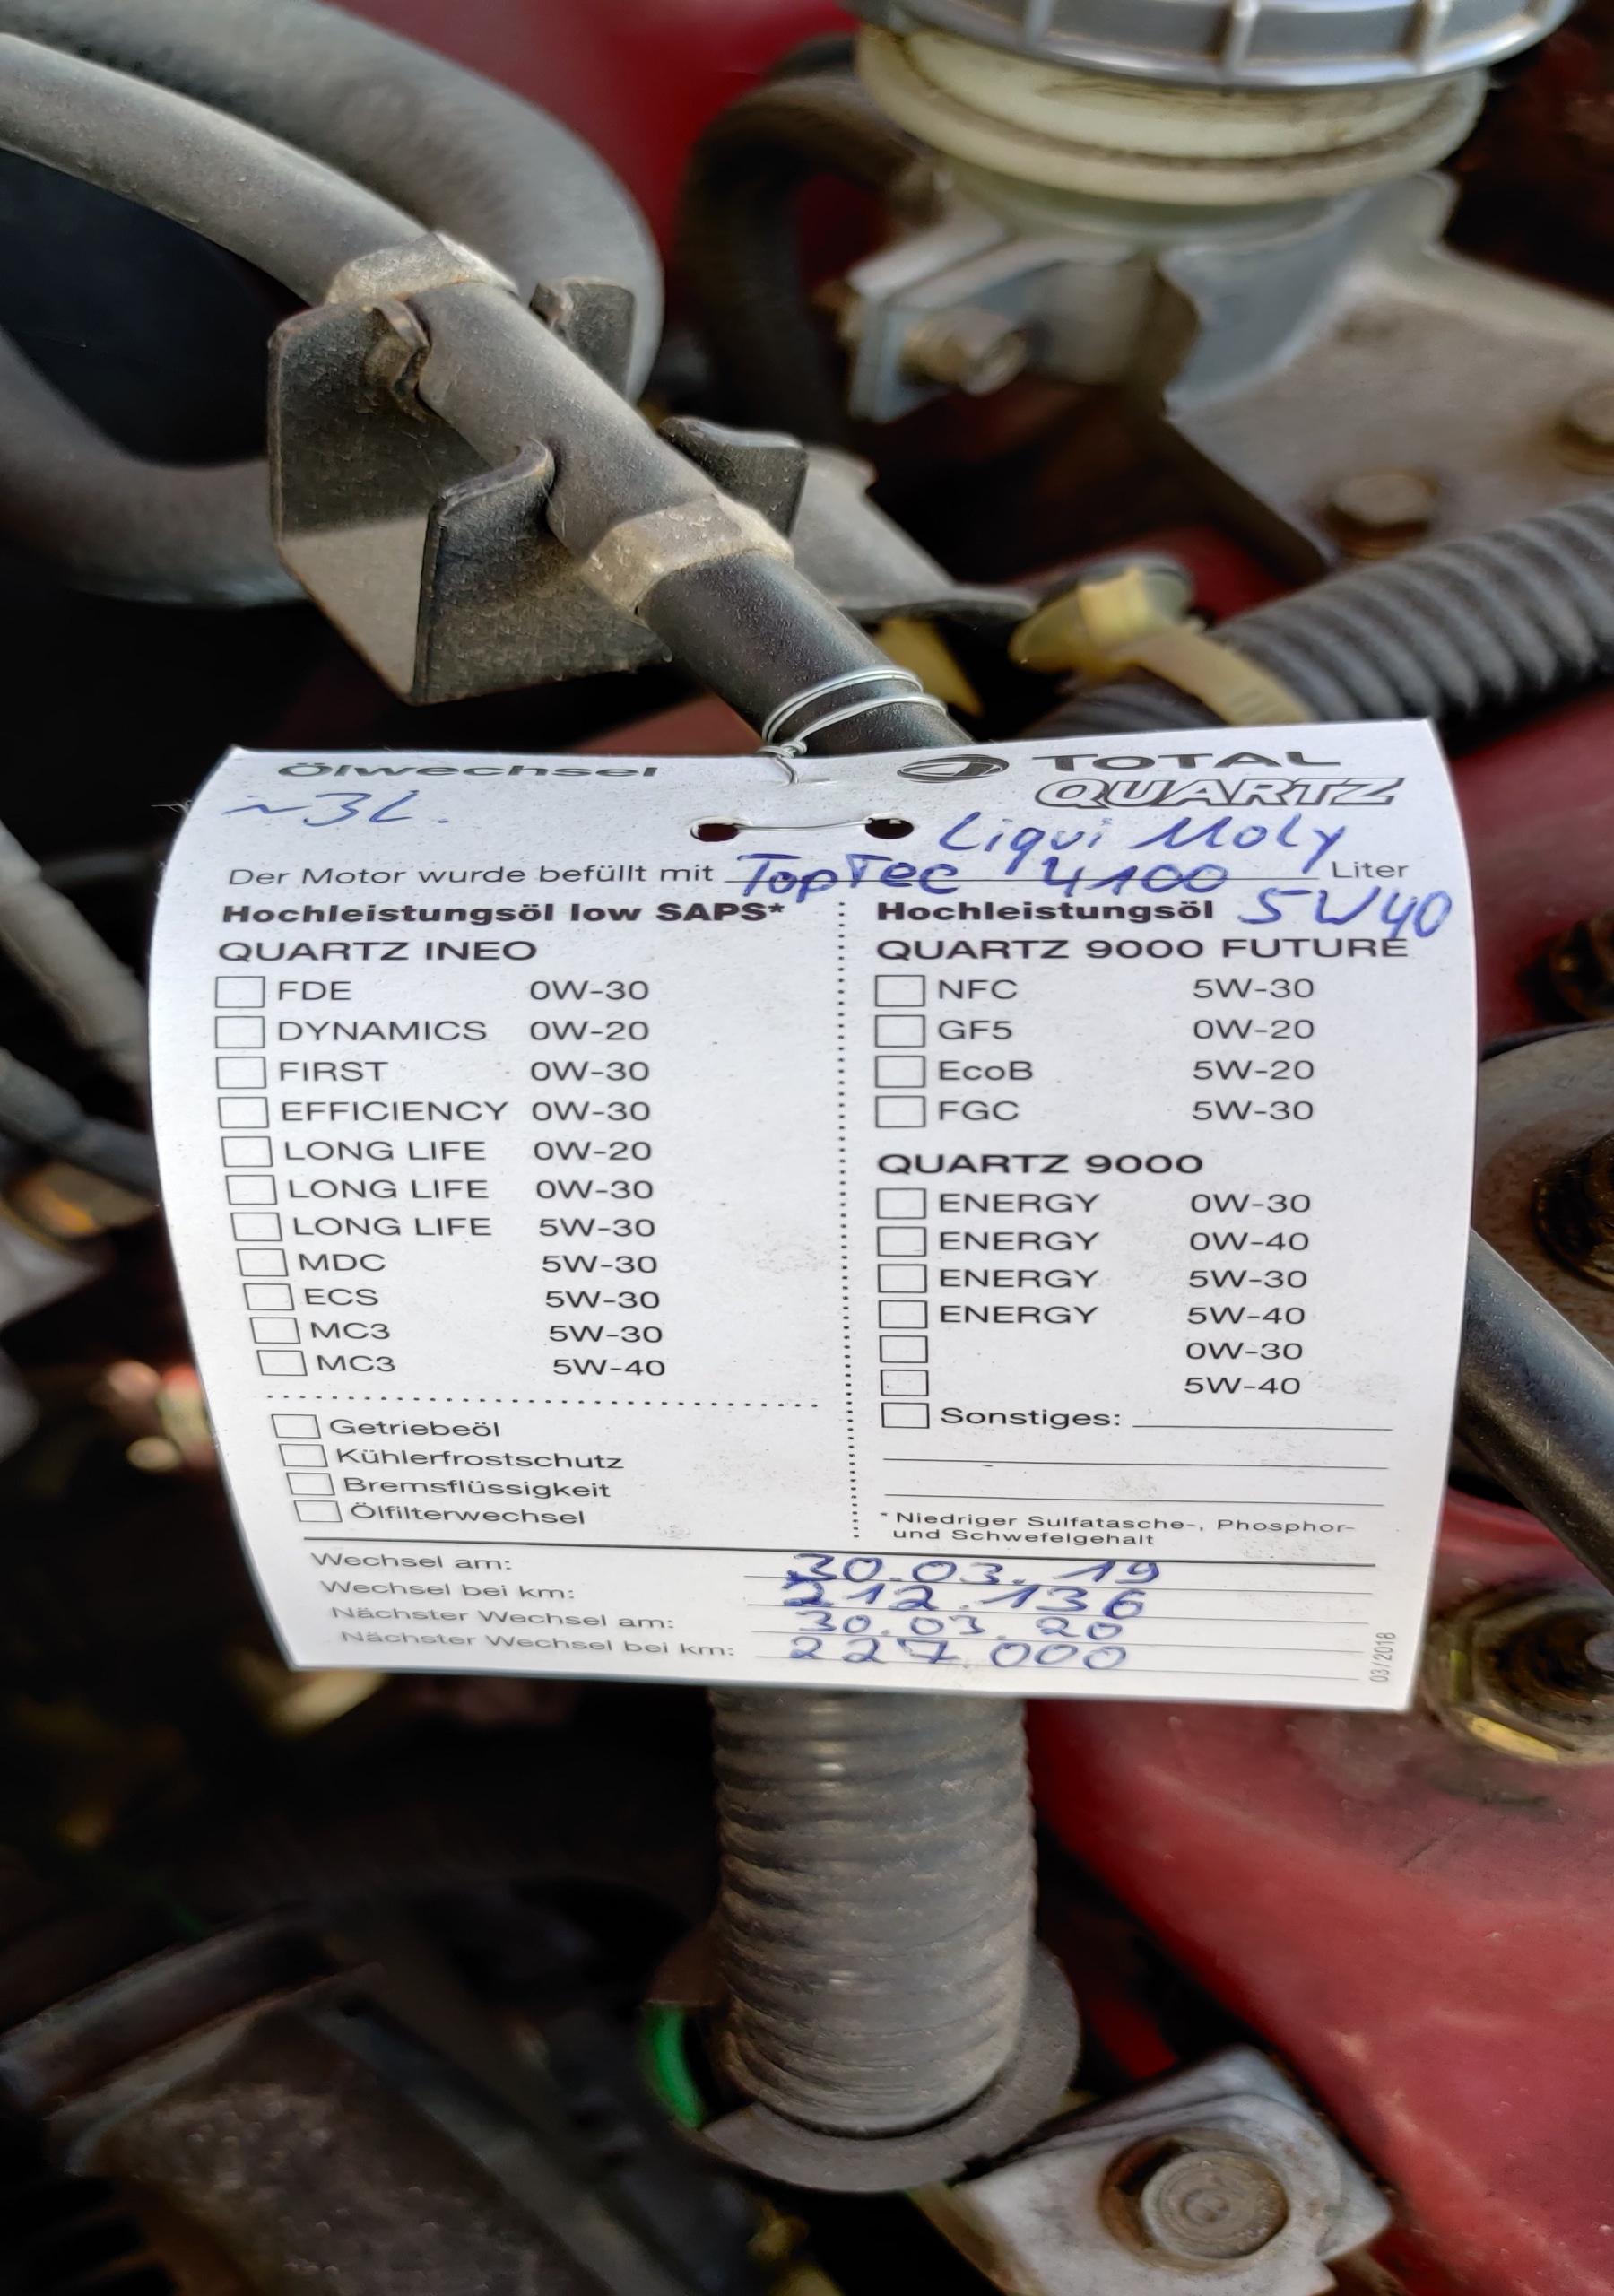 Ölwechsel
TOTAL
QUARTZ
~3L.
Liqui Moly
Der Motor wurde befüllt mit TopTec 4100 Liter
5W40
Hochleistungsöl low SAPS*
QUARTZ INEO
FDE 0W-30
DYNAMICS 0W-20
FIRST 0W-30
EFFICIENCY 0W-30
LONG LIFE 0W-20
LONG LIFE 0W-30
LONG LIFE 5W-30
MDC 5W-30
ECS 5W-30
MC3 5W-30
MC3 5W-40
Getriebeöl
Kühlerfrostschutz
Bremsflüssigkeit
Ölfilterwechsel
Hochleistungsöl
QUARTZ 9000 FUTURE
NFC 5W-30
GF5 0W-20
EcoB 5W-20
FGC 5W-30
QUARTZ 9000
ENERGY 0W-30
ENERGY 0W-40
ENERGY 5W-30
ENERGY 5W-40
0W-30
5W-40
Sonstiges:
*Niedriger Sulfatasche-, Phosphor-
und Schwefelgehalt
Wechsel am: 30.03.19
Wechsel bei km: 212.136
Nächster Wechsel am: 30.03.20
Nächster Wechsel bei km: 227.000
03/2018